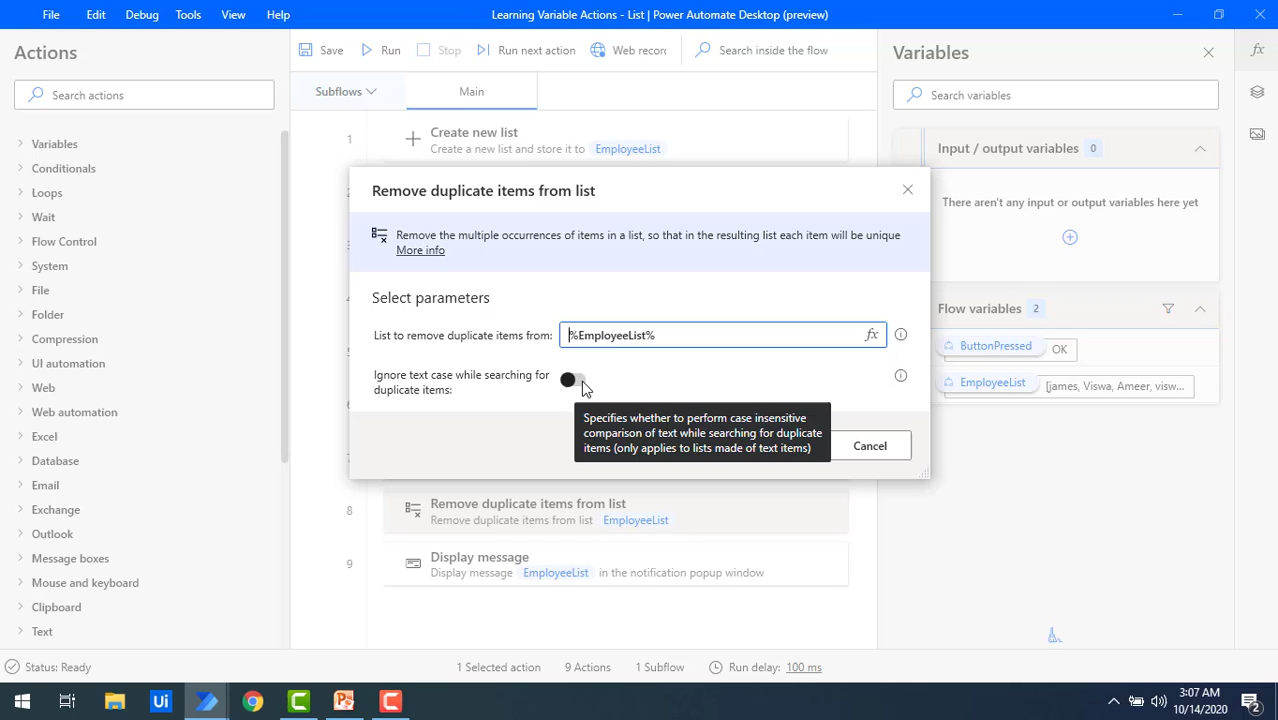 File Edit Debug Tools View Help
Learning Variable Actions - List | Power Automate Desktop (preview)
Actions
Search actions
Variables
Conditionals
Loops
Wait
Flow Control
System
File
Folder
Compression
UI automation
Web
Web automation
Excel
Database
Email
Exchange
Outlook
Message boxes
Mouse and keyboard
Clipboard
Text
Save Run Stop Run next action Web recor Search inside the flow
Subflows Main
1
Create new list
Create a new list and store it to EmployeeList
Remove duplicate items from list
Remove the multiple occurrences of items in a list, so that in the resulting list each item will be unique
More info
Select parameters
List to remove duplicate items from: %EmployeeList% fx
Ignore text case while searching for
duplicate items:
Specifies whether to perform case insensitive
comparison of text while searching for duplicate
items (only applies to lists made of text items)
Cancel
8
Remove duplicate items from list
Remove duplicate items from list EmployeeList
9
Display message
Display message EmployeeList in the notification popup window
Variables
fx
Search variables
Input / output variables 0
There aren't any input or output variables here yet
Flow variables 2
ButtonPressed OK
EmployeeList [james, Viswa, Ameer, visw...
Status: Ready 1 Selected action 9 Actions 1 Subflow Run delay: 100 ms
Ui
3:07 AM
10/14/2020
2